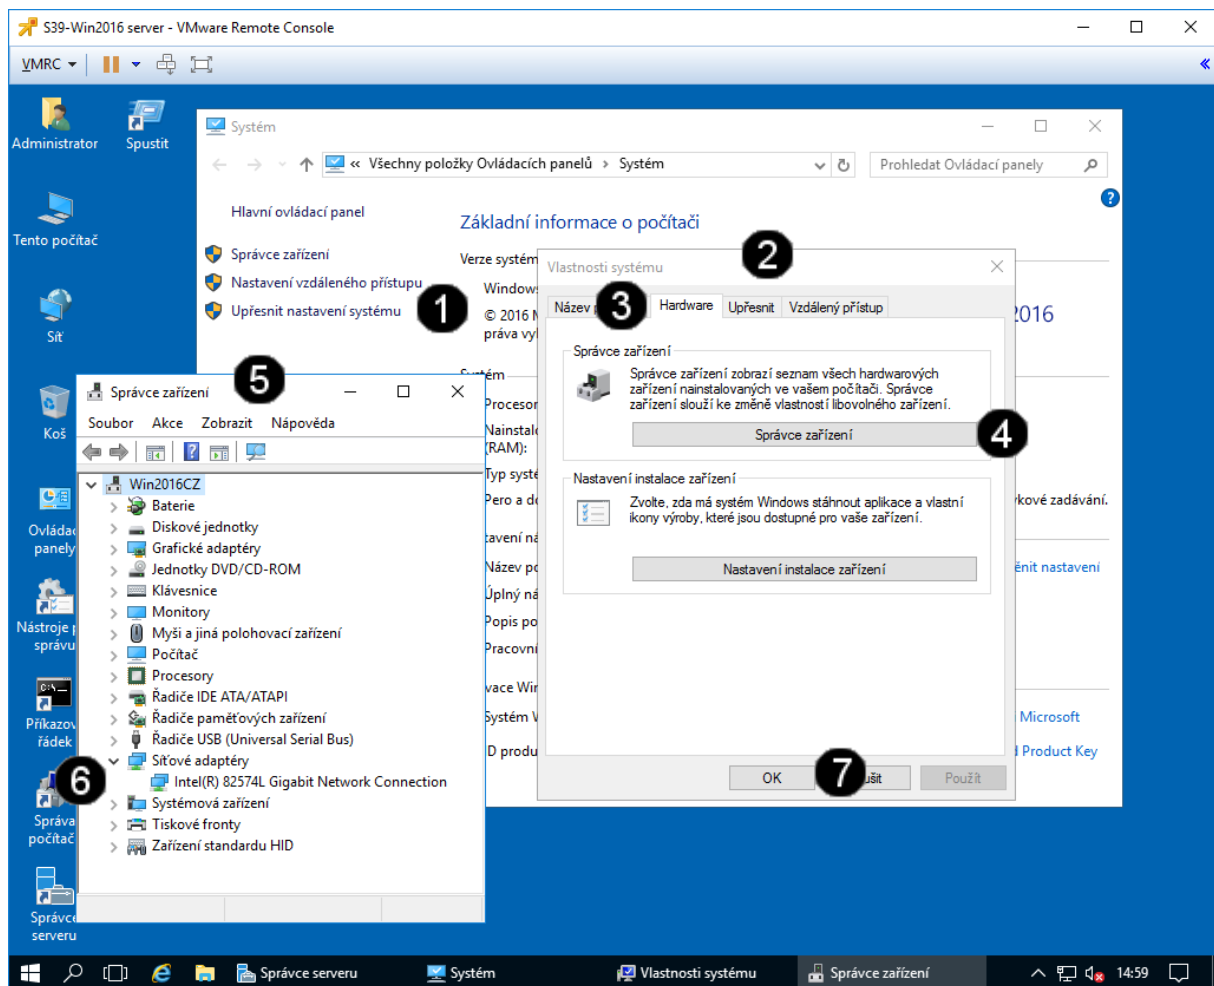 S39-Win2016 server - VMware Remote Console
VMRC
Administrator
Spustit
Tento počítač
Síť
Koš
Ovládac
panely
Nástroje p
správu
Příkazov
řádek
Správa
počítač
Správce
serveru
Systém
« Všechny položky Ovládacích panelů > Systém
Prohledat Ovládací panely
Hlavní ovládací panel
Správce zařízení
Nastavení vzdáleného přístupu
Upřesnit nastavení systému
1
Základní informace o počítači
Verze systém
Windows
© 2016 M
práva vyh
2016
Procesor
Nainstalo
(RAM):
Typ systé
Pero a do
ykové zadávání.
tavení ná
Název po
ěnit nastavení
Úplný ná
Popis po
Pracovní
vace Wir
Systém V
Microsoft
D produ
d Product Key
Vlastnosti systému
2
Název p
3
Hardware
Upřesnit
Vzdálený přístup
Správce zařízení
Správce zařízení zobrazí seznam všech hardwarových
zařízení nainstalovaných ve vašem počítači. Správce
zařízení slouží ke změně vlastností libovolného zařízení.
Správce zařízení
4
Nastavení instalace zařízení
Zvolte, zda má systém Windows stáhnout aplikace a vlastní
ikony výroby, které jsou dostupné pro vaše zařízení.
Nastavení instalace zařízení
OK
7
Použít
Správce zařízení
5
Soubor Akce Zobrazit Nápověda
Win2016CZ
Baterie
Diskové jednotky
Grafické adaptéry
Jednotky DVD/CD-ROM
Klávesnice
Monitory
Myši a jiná polohovací zařízení
Počítač
Procesory
Řadiče IDE ATA/ATAPI
Řadiče paměťových zařízení
Řadiče USB (Universal Serial Bus)
Síťové adaptéry
6
Intel(R) 82574L Gigabit Network Connection
Systémová zařízení
Tiskové fronty
Zařízení standardu HID
Správce serveru
Systém
Vlastnosti systému
Správce zařízení
14:59